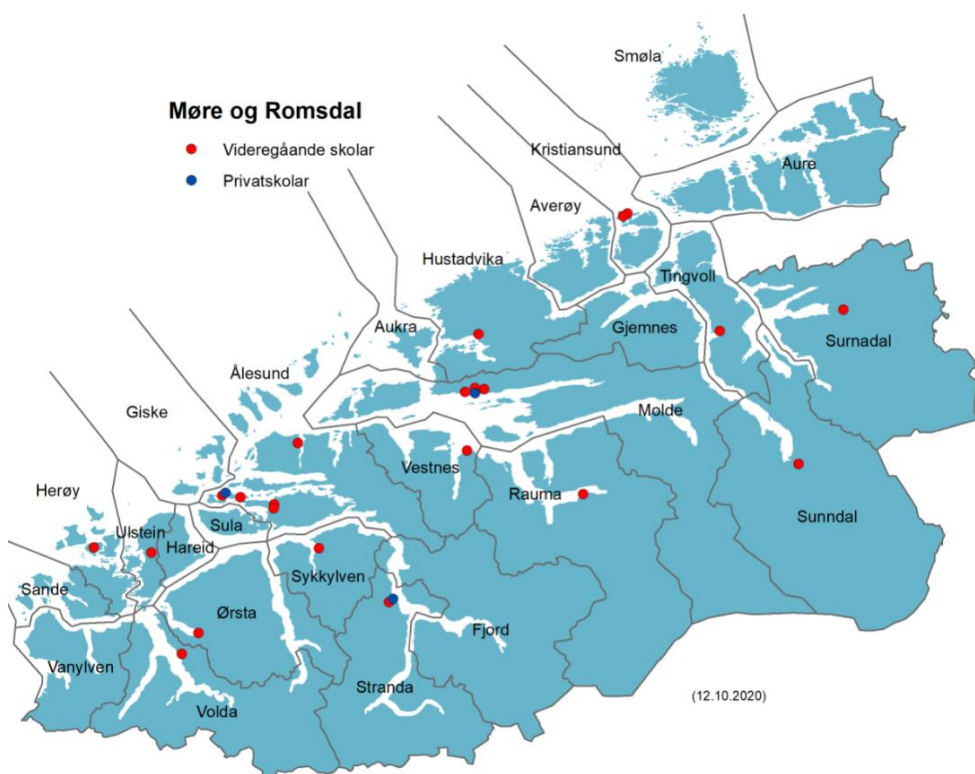 Møre og Romsdal
Videregåande skolar
Privatskolar
Smøla
Kristiansund
Aure
Averøy
Hustadvika
Tingvoll
Aukra
Gjemnes
Surnadal
Ålesund
Giske
Molde
Vestnes
Herøy
Rauma
Ulstein
Sula
Sunndal
Hareid
Sykkylven
Sande
Ørsta
Fjord
Vanylven
Stranda
Volda
(12.10.2020)